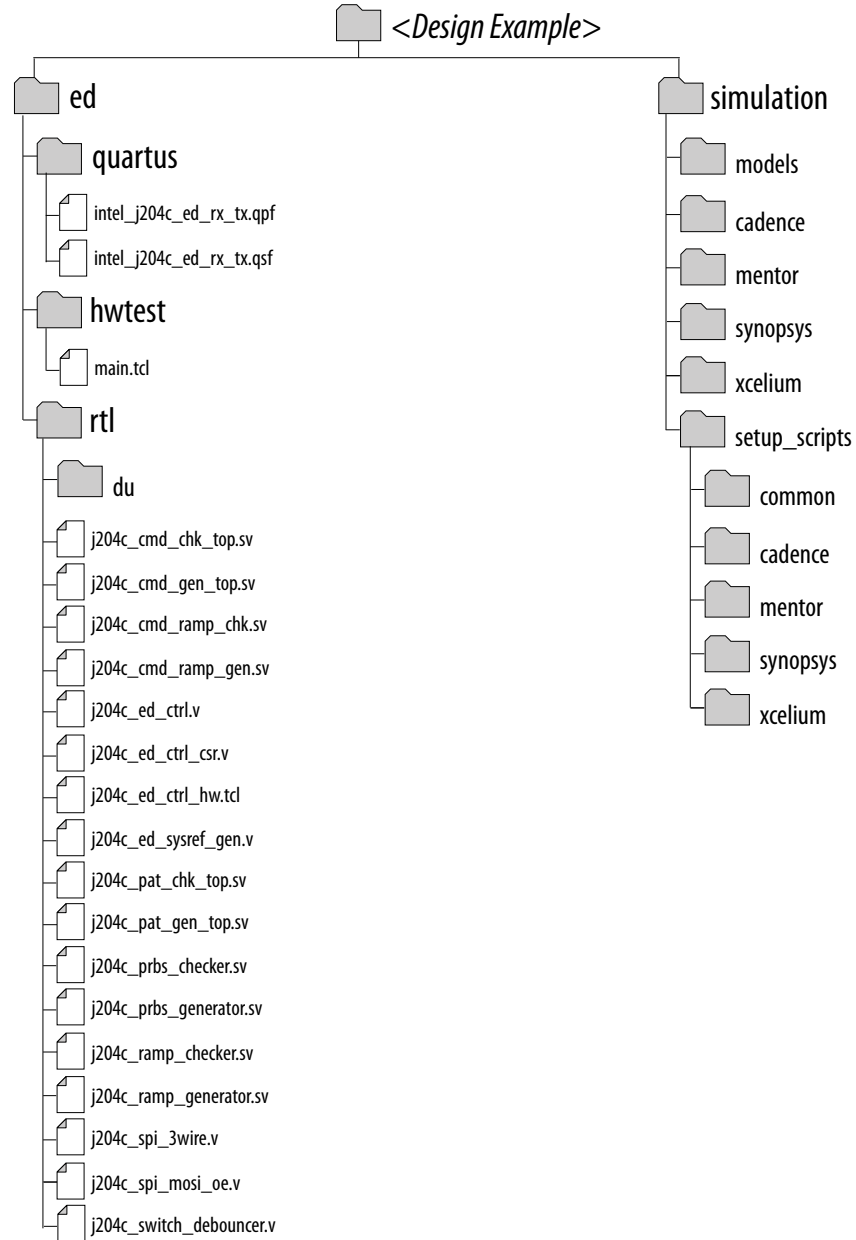 <Design Example>
ed
quartus
intel_j204c_ed_rx_tx.qpf
intel_j204c_ed_rx_tx.qsf
hwtest
main.tcl
rtl
du
j204c_cmd_chk_top.sv
j204c_cmd_gen_top.sv
j204c_cmd_ramp_chk.sv
j204c_cmd_ramp_gen.sv
j204c_ed_ctrl.v
j204c_ed_ctrl_csr.v
j204c_ed_ctrl_hw.tcl
j204c_ed_sysref_gen.v
j204c_pat_chk_top.sv
j204c_pat_gen_top.sv
j204c_prbs_checker.sv
j204c_prbs_generator.sv
j204c_ramp_checker.sv
j204c_ramp_generator.sv
j204c_spi_3wire.v
j204c_spi_mosi_oe.v
j204c_switch_debouncer.v
simulation
models
cadence
mentor
synopsys
xcelium
setup_scripts
common
cadence
mentor
synopsys
xcelium